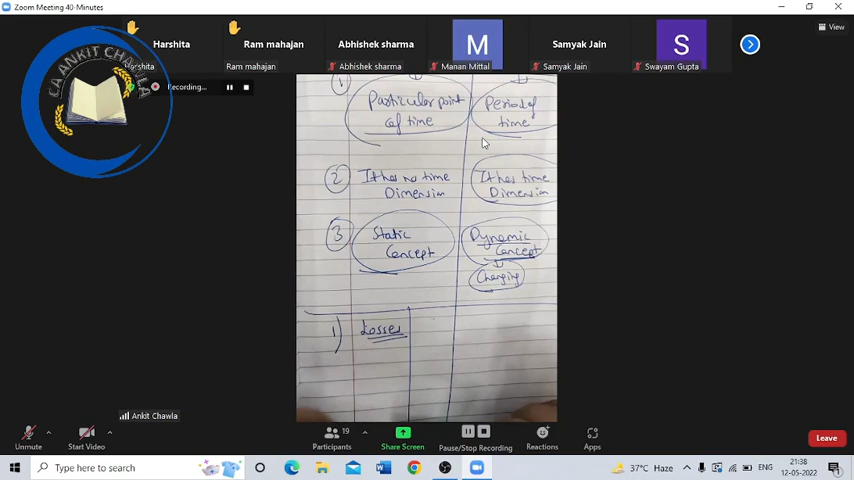 Zoom Meeting 40-Minutes
View
Harshita
Ram mahajan
Abhishek sharma
M
Samyak Jain
S
Harshita
Ram mahajan
Abhishek sharma
Manan Mittal
Samyak Jain
Swayam Gupta
CA ANKIT CHAWLA
Recording...
1
Particular point
of time
Period of
time
2
It has no time
Dimension
It has time
Dimension
3
Static
Concept
Dynamic
Concept
Changing
1) Losses
Ankit Chawla
19
Unmute
Start Video
Participants
Share Screen
Pause/Stop Recording
Reactions
Apps
Leave
Type here to search
37°C Haze
ENG
21:38
12-05-2022
1